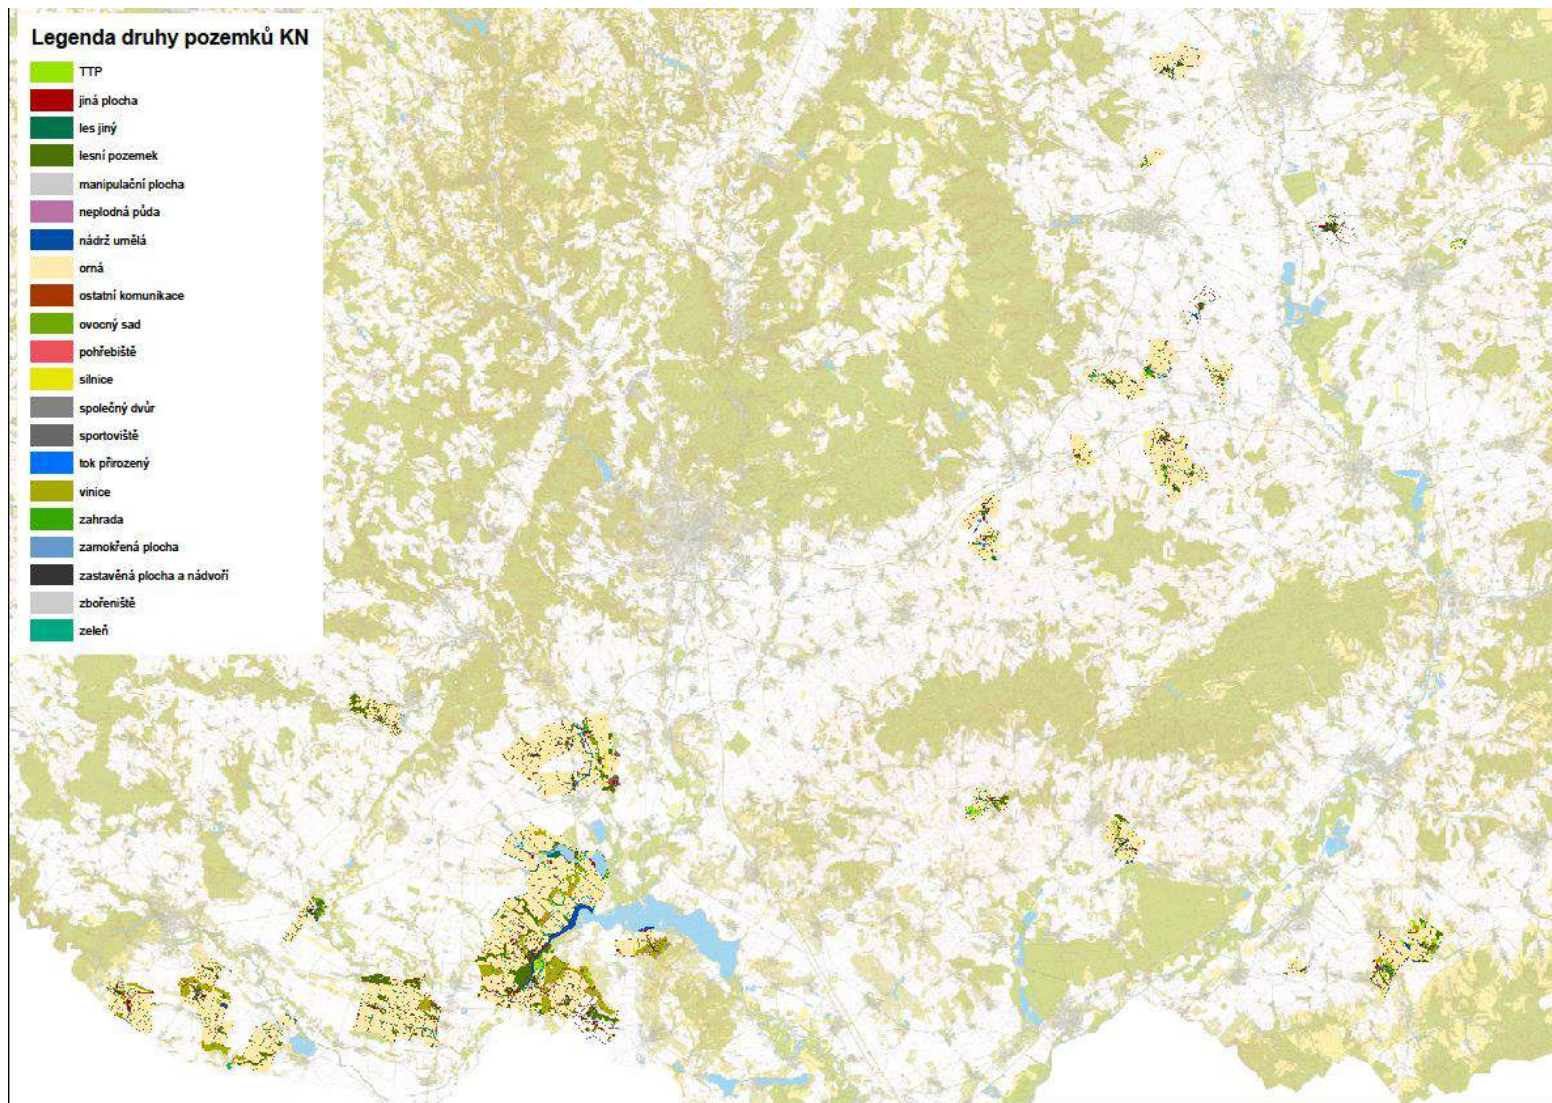 Legenda druhy pozemků KN
TTP
jiná plocha
les jiný
lesní pozemek
manipulační plocha
neplodná půda
nádrž umělá
orná
ostatní komunikace
ovocný sad
pohřebiště
silnice
společný dvůr
sportoviště
tok přirozený
vinice
zahrada
zamokřená plocha
zastavěná plocha a nádvoří
zbořeniště
zeleň